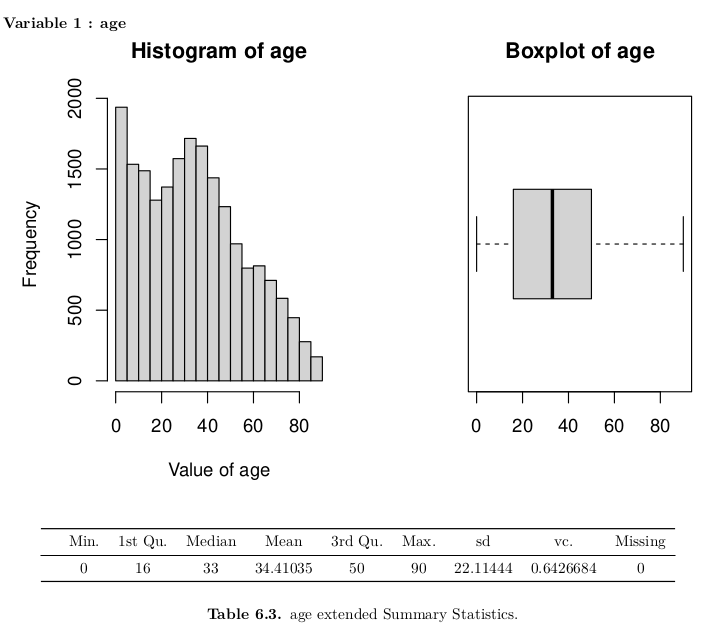 Variable 1 : age
Histogram of age
Boxplot of age
2000
1500
1000
500
0
Frequency
0 20 40 60 80
Value of age
0 20 40 60 80
Min. 1st Qu. Median Mean 3rd Qu. Max. sd vc. Missing
0 16 33 34.41035 50 90 22.11444 0.6426684 0
Table 6.3. age extended Summary Statistics.